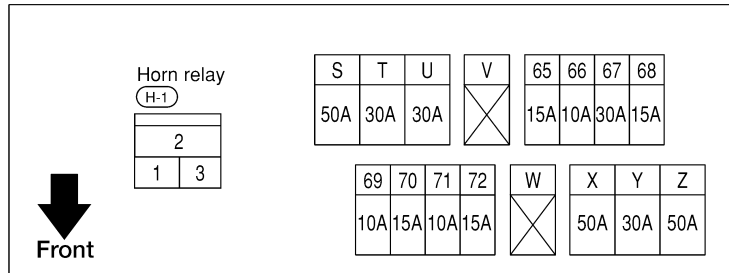 Horn relay
H-1
2
1 3
S T U V 65 66 67 68
50A 30A 30A 15A 10A 30A 15A
69 70 71 72 W X Y Z
10A 15A 10A 15A 50A 30A 50A
Front